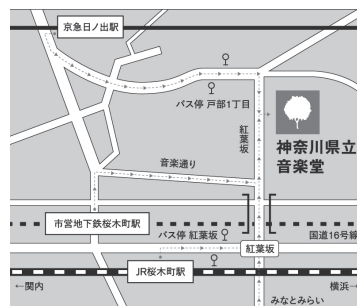 京急日ノ出駅
バス停 戸部1丁目
紅葉坂
神奈川県立
音楽堂
音楽通り
市営地下鉄桜木町駅
バス停 紅葉坂
国道16号線
紅葉坂
JR桜木町駅
←関内
横浜→
みなとみらい